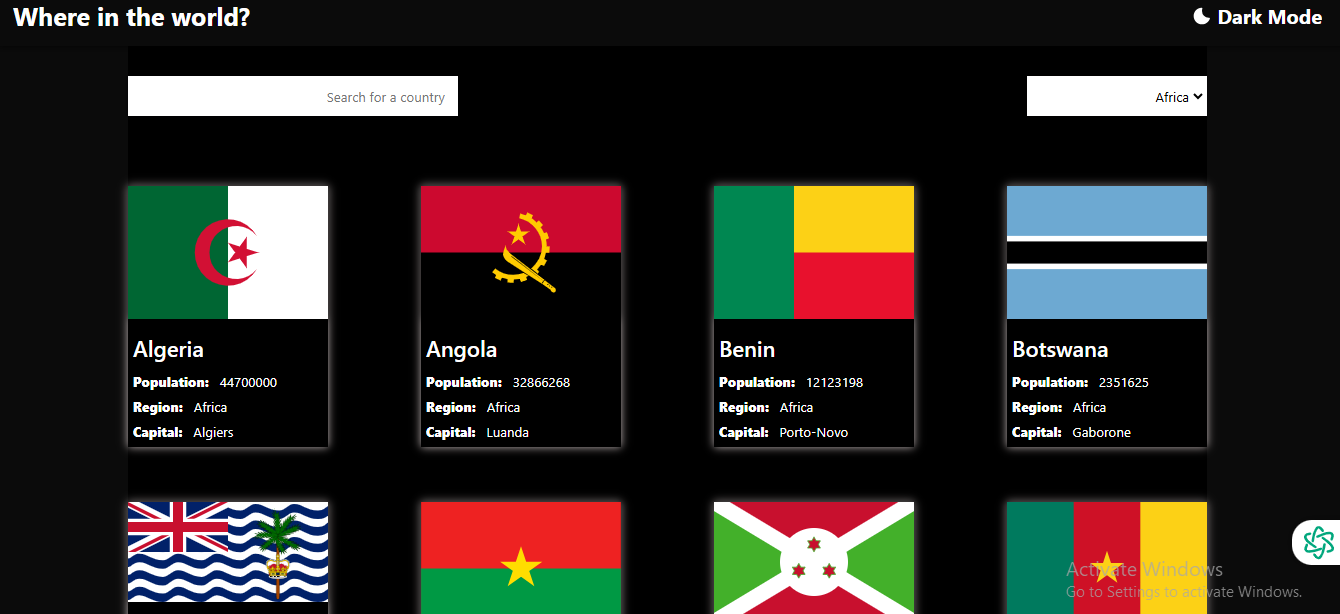 Where in the world?
Dark Mode
Search for a country
Africa
Algeria
Population: 44700000
Region: Africa
Capital: Algiers
Angola
Population: 32866268
Region: Africa
Capital: Luanda
Benin
Population: 12123198
Region: Africa
Capital: Porto-Novo
Botswana
Population: 2351625
Region: Africa
Capital: Gaborone
Activate Windows
Go to Settings to activate Windows.